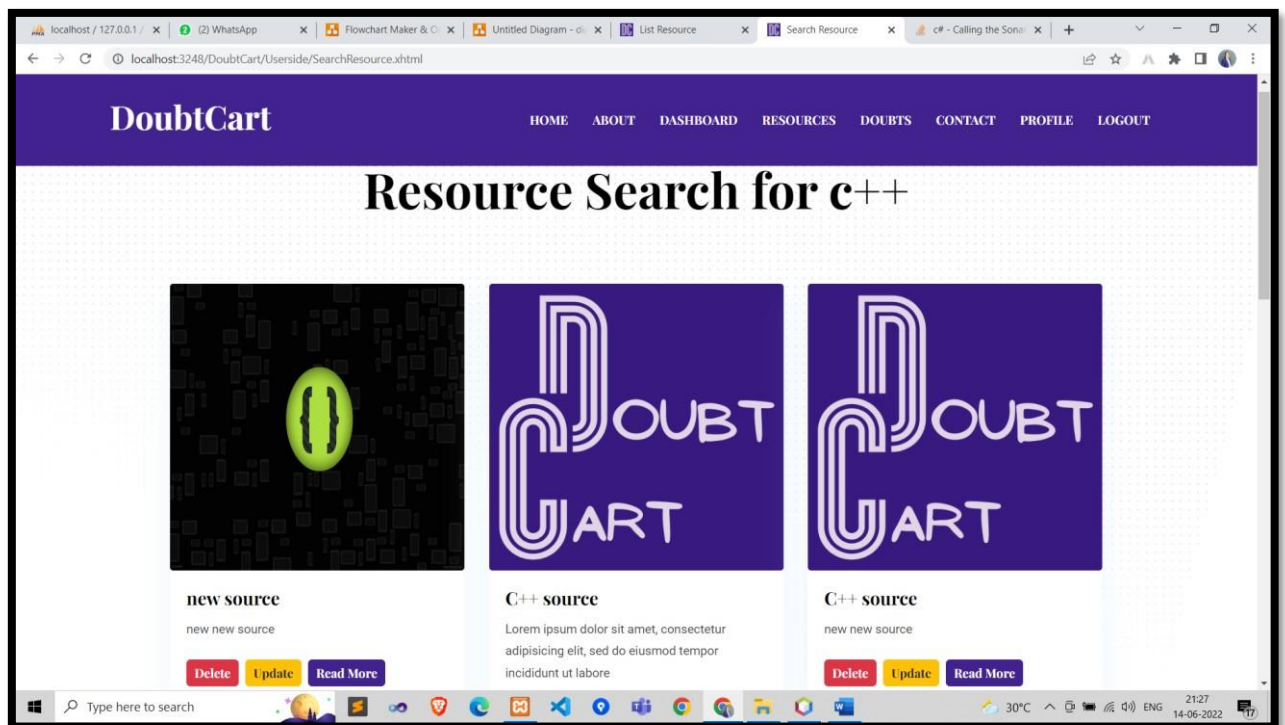 localhost / 127.0.0.1 /
(2) WhatsApp
Flowchart Maker & O
Untitled Diagram - d
List Resource
Search Resource
c# - Calling the Sona
localhost:3248/DoubtCart/Userside/SearchResource.xhtml
DoubtCart
HOME ABOUT DASHBOARD RESOURCES DOUBTS CONTACT PROFILE LOGOUT
Resource Search for c++
DOUBT
CART
DOUBT
CART
new source
new new source
Delete Update Read More
C++ source
Lorem ipsum dolor sit amet, consectetur
adipisicing elit, sed do eiusmod tempor
incididunt ut labore
C++ source
new new source
Delete Update Read More
Type here to search
30°C
ENG
21:27
14-06-2022
17